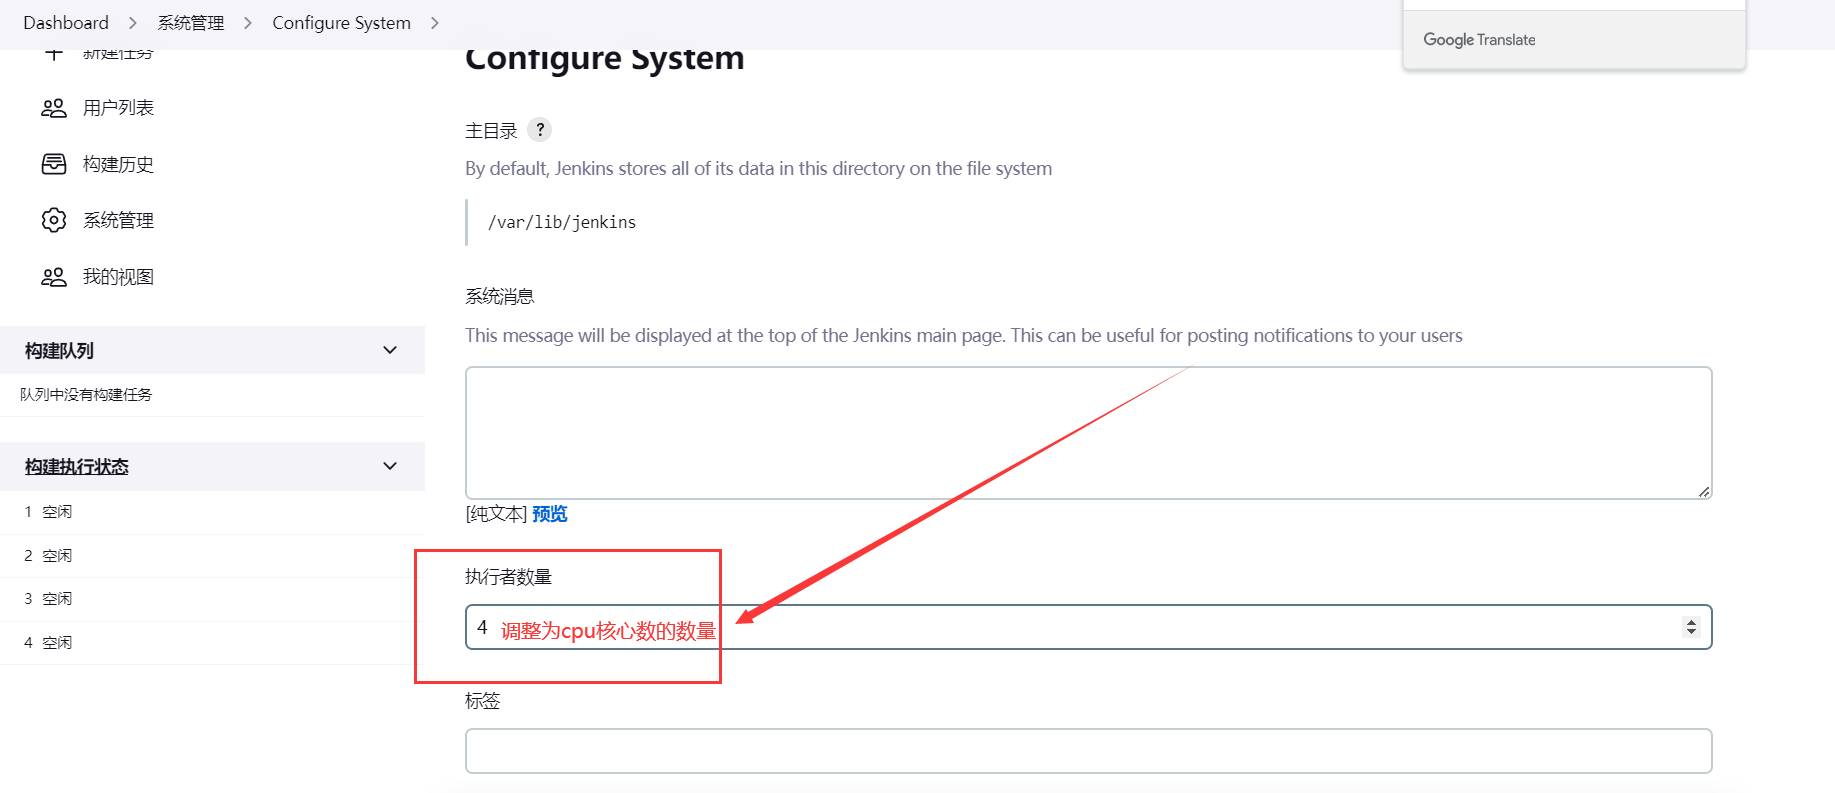 Dashboard > 系统管理 > Configure System >
Google Translate
新建任务
用户列表
构建历史
系统管理
我的视图
构建队列
队列中没有构建任务
构建执行状态
1 空闲
2 空闲
3 空闲
4 空闲
Configure System
主目录 ?
By default, Jenkins stores all of its data in this directory on the file system
/var/lib/jenkins
系统消息
This message will be displayed at the top of the Jenkins main page. This can be useful for posting notifications to your users
[纯文本] 预览
执行者数量
4 调整为cpu核心数的数量
标签